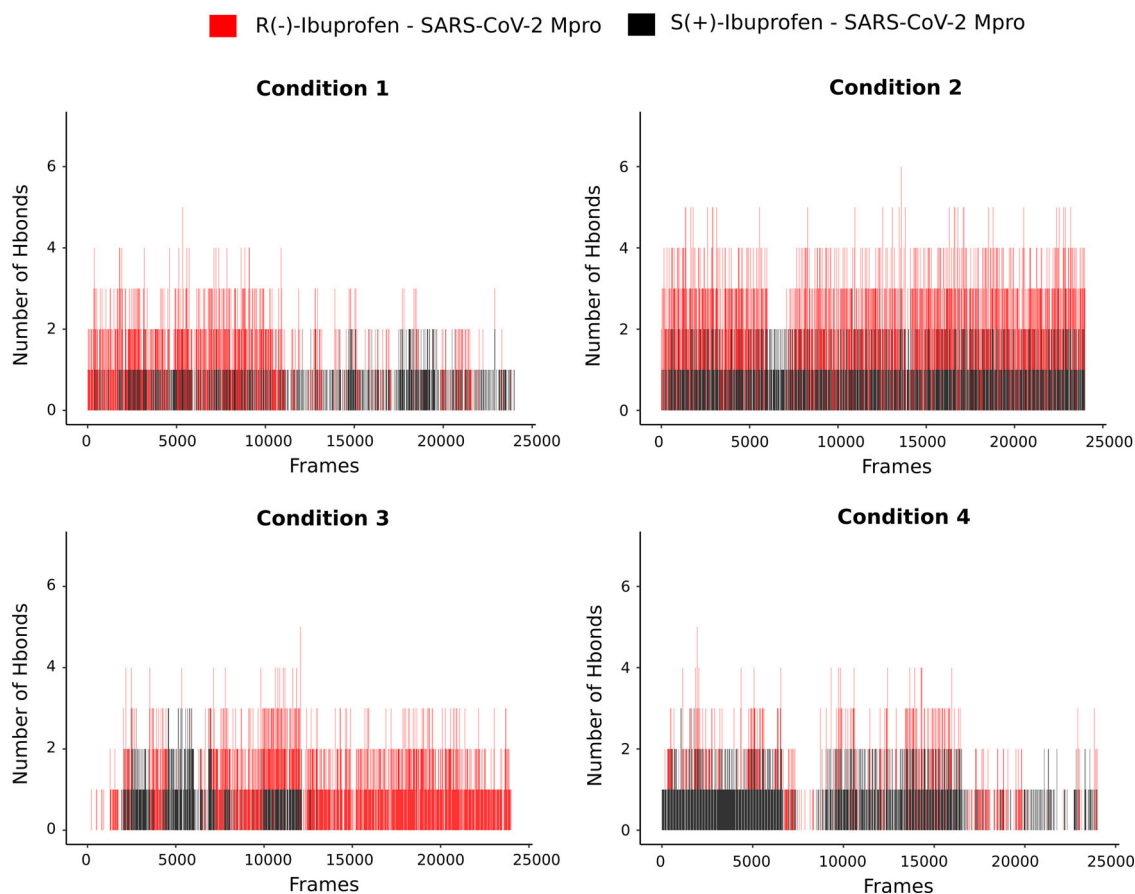 R(-)-Ibuprofen - SARS-CoV-2 Mpro S(+)-Ibuprofen - SARS-CoV-2 Mpro
Condition 1
Number of Hbonds
6
4
2
0
0 5000 10000 15000 20000 25000
Frames
Condition 2
Number of Hbonds
6
4
2
0
0 5000 10000 15000 20000 25000
Frames
Condition 3
Number of Hbonds
6
4
2
0
0 5000 10000 15000 20000 25000
Frames
Condition 4
Number of Hbonds
6
4
2
0
0 5000 10000 15000 20000 25000
Frames